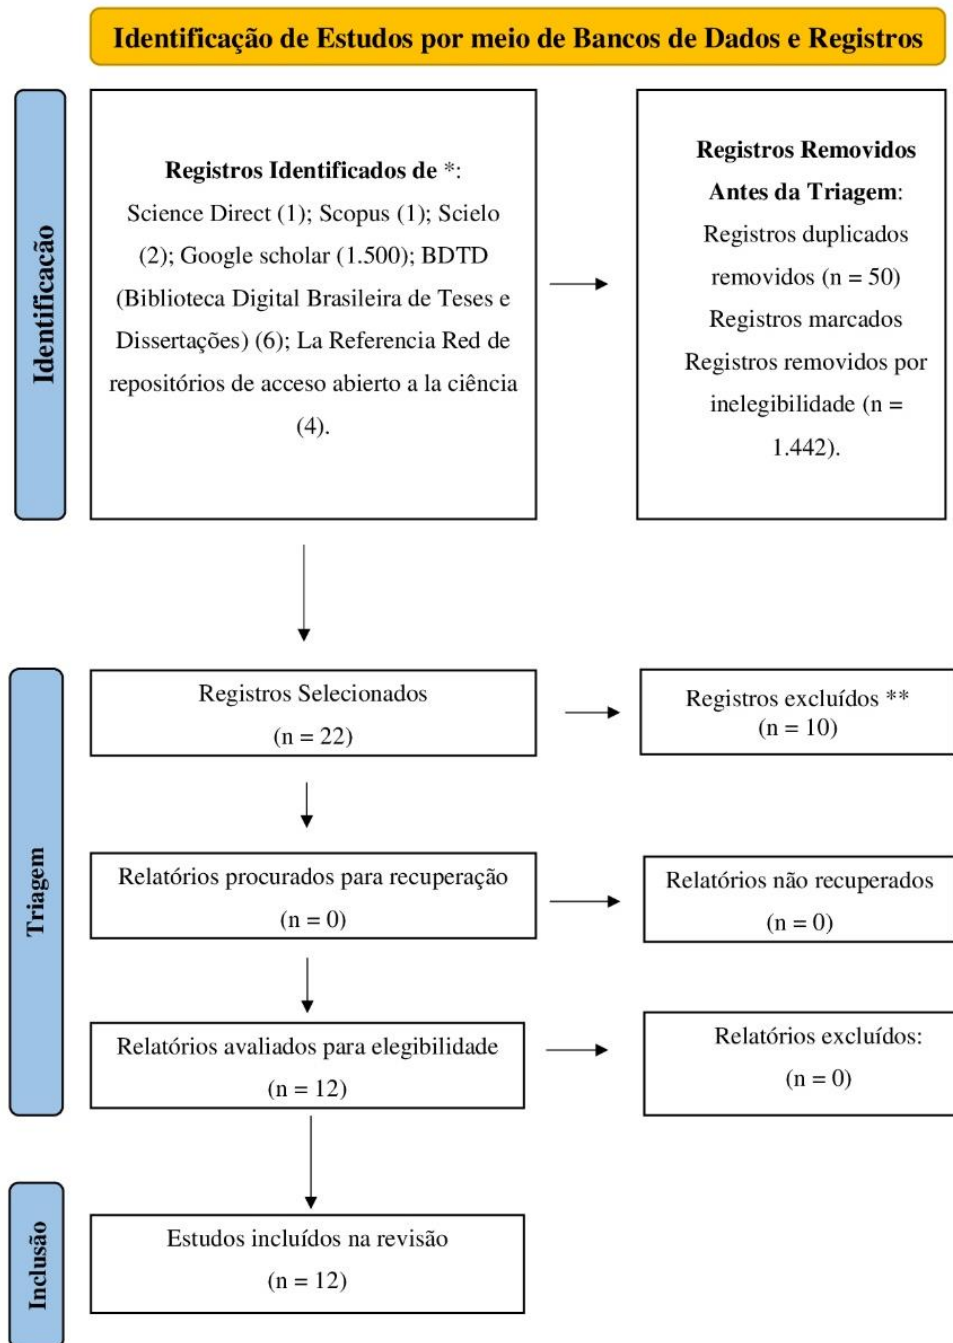 Identificação de Estudos por meio de Bancos de Dados e Registros
Identificação
Registros Identificados de *:
Science Direct (1); Scopus (1); Scielo
(2); Google scholar (1.500); BDTD
(Biblioteca Digital Brasileira de Teses e
Dissertações) (6); La Referencia Red de
repositórios de acceso abierto a la ciência
(4).
Registros Removidos
Antes da Triagem:
Registros duplicados
removidos (n = 50)
Registros marcados
Registros removidos por
inelegibilidade (n =
1.442).
Triagem
Registros Selecionados
(n = 22)
Registros excluídos **
(n = 10)
Relatórios procurados para recuperação
(n = 0)
Relatórios não recuperados
(n = 0)
Relatórios avaliados para elegibilidade
(n = 12)
Relatórios excluídos:
(n = 0)
Inclusão
Estudos incluídos na revisão
(n = 12)